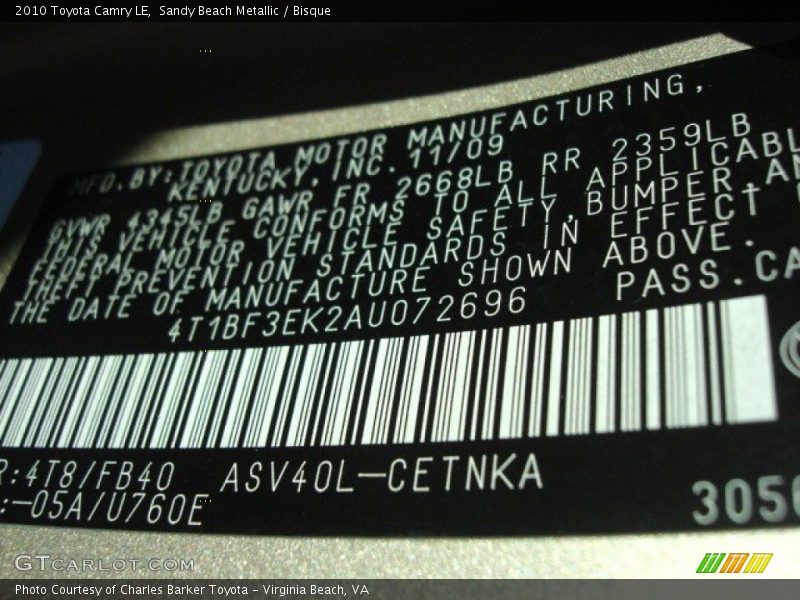 2010 Toyota Camry LE,  Sandy Beach Metallic / Bisque
MFD.BY:TOYOTA MOTOR MANUFACTURING,
KENTUCKY, INC. 11/09
GVWR 4345LB GAWR FR 2668LB RR 2359LB
THIS VEHICLE CONFORMS TO ALL APPLICABL
FEDERAL MOTOR VEHICLE SAFETY, BUMPER, AN
THEFT PREVENTION STANDARDS IN EFFECT
THE DATE OF MANUFACTURE SHOWN ABOVE.
4T1BF3EK2AU072696 PASS.CA
R:4T8/FB40 ASV40L-CETNKA
:-05A/U760E 3056
GTCARLOT.COM
Photo Courtesy of Charles Barker Toyota - Virginia Beach, VA